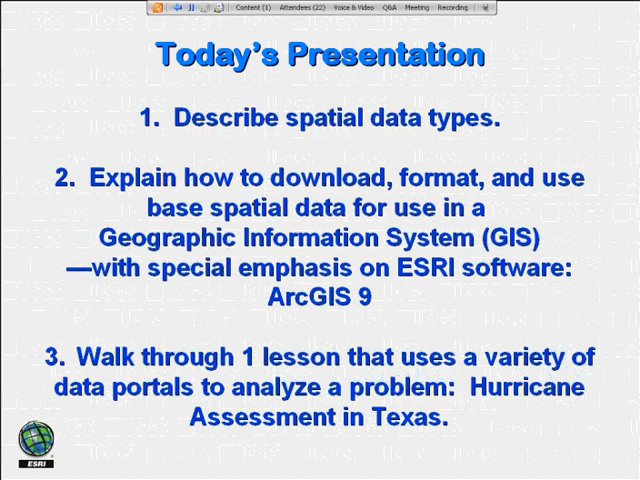 Content (1) Attendees (22) Voice & Video Q&A Meeting Recording
Today's Presentation
1. Describe spatial data types.
2. Explain how to download, format, and use
base spatial data for use in a
Geographic Information System (GIS)
—with special emphasis on ESRI software:
ArcGIS 9
3. Walk through 1 lesson that uses a variety of
data portals to analyze a problem: Hurricane
Assessment in Texas.
ESRI